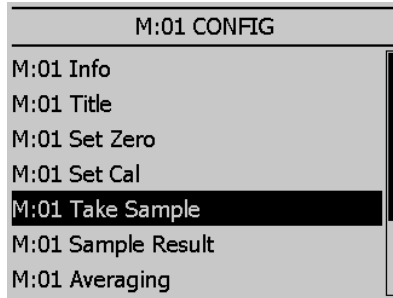 M:01 CONFIG
M:01 Info
M:01 Title
M:01 Set Zero
M:01 Set Cal
M:01 Take Sample
M:01 Sample Result
M:01 Averaging